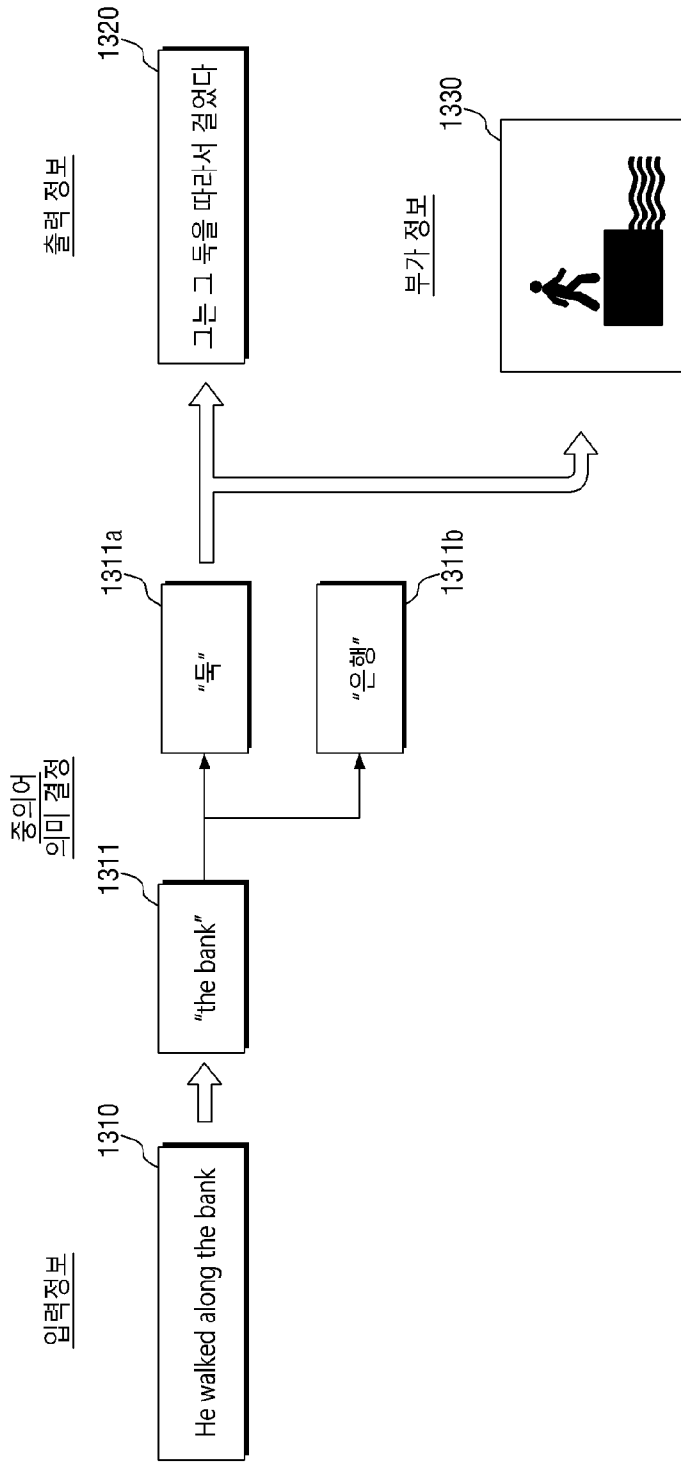 입력정보
1310
He walked along the bank
1311
"the bank"
중의어
의미 결정
1311a
"둑"
1311b
"은행"
출력 정보
1320
그는 그 둑을 따라서 걸었다
부가 정보
1330